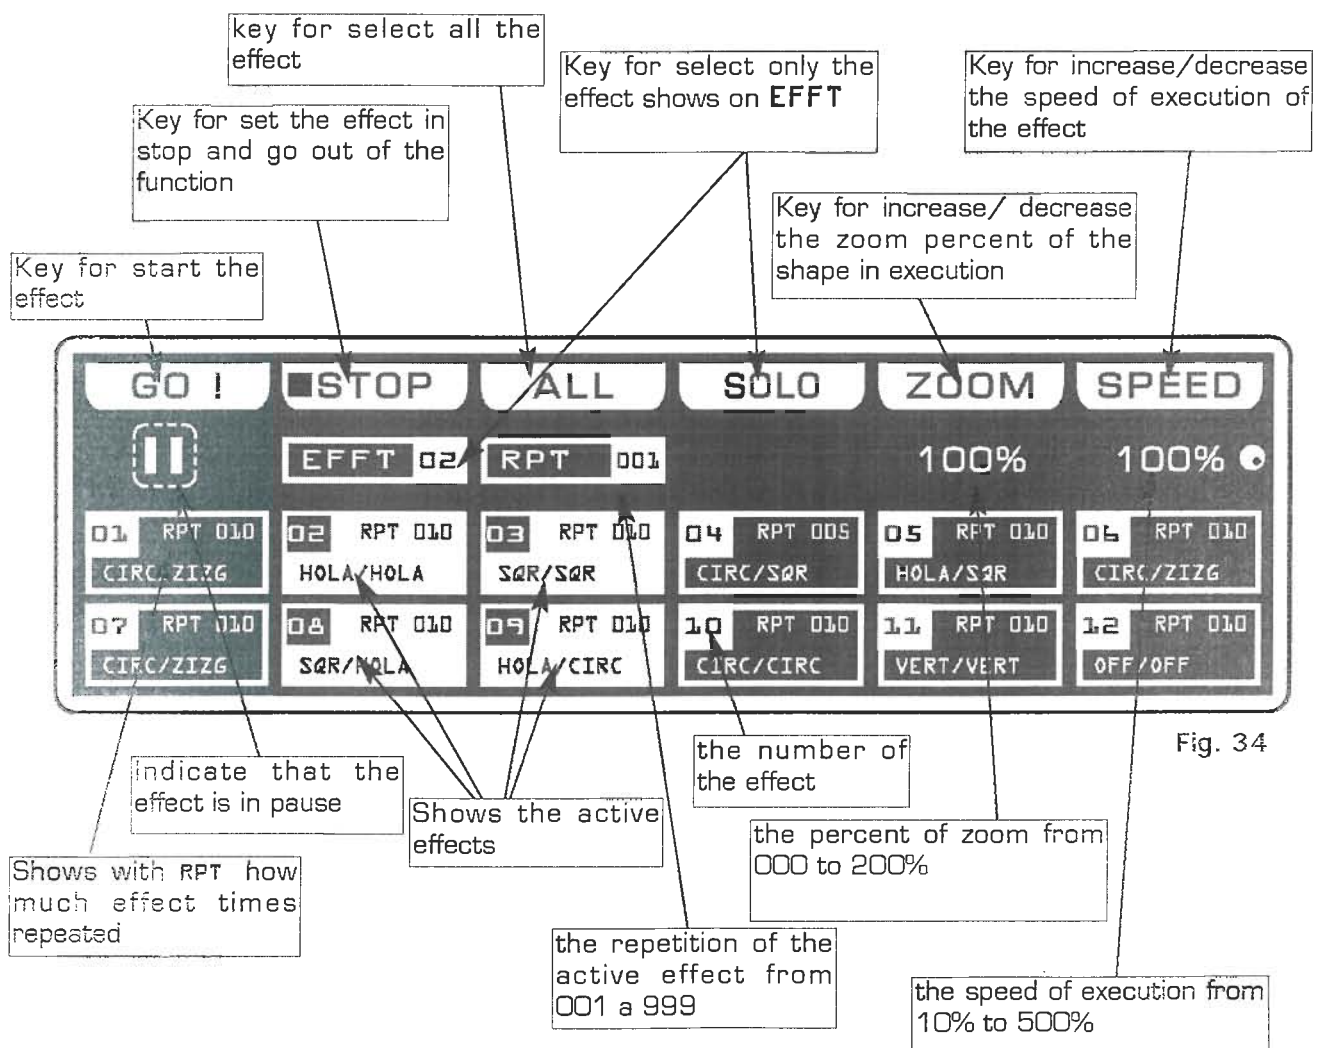 key for select all the
effect
Key for select only the
effect shows on EFFT
Key for increase/decrease
the speed of execution of
the effect
Key for set the effect in
stop and go out of the
function
Key for increase/ decrease
the zoom percent of the
shape in execution
Key for start the
effect
GO ! STOP ALL SOLO ZOOM SPEED
EFFT 02 RPT 001 100% 100%
01 RPT 010 02 RPT 010 03 RPT 010 04 RPT 005 05 RPT 010 06 RPT 010
CIRC/ZIZG HOLA/HOLA SQR/SQR CIRC/SQR HOLA/SQR CIRC/ZIZG
07 RPT 010 08 RPT 010 09 RPT 010 10 RPT 010 11 RPT 010 12 RPT 010
CIRC/ZIZG SQR/HOLA HOLA/CIRC CIRC/CIRC VERT/VERT OFF/OFF
Fig. 34
indicate that the
effect is in pause
Shows the active
effects
the number of
the effect
the percent of zoom from
000 to 200%
Shows with RPT how
much effect times
repeated
the repetition of the
active effect from
001 a 999
the speed of execution from
10% to 500%